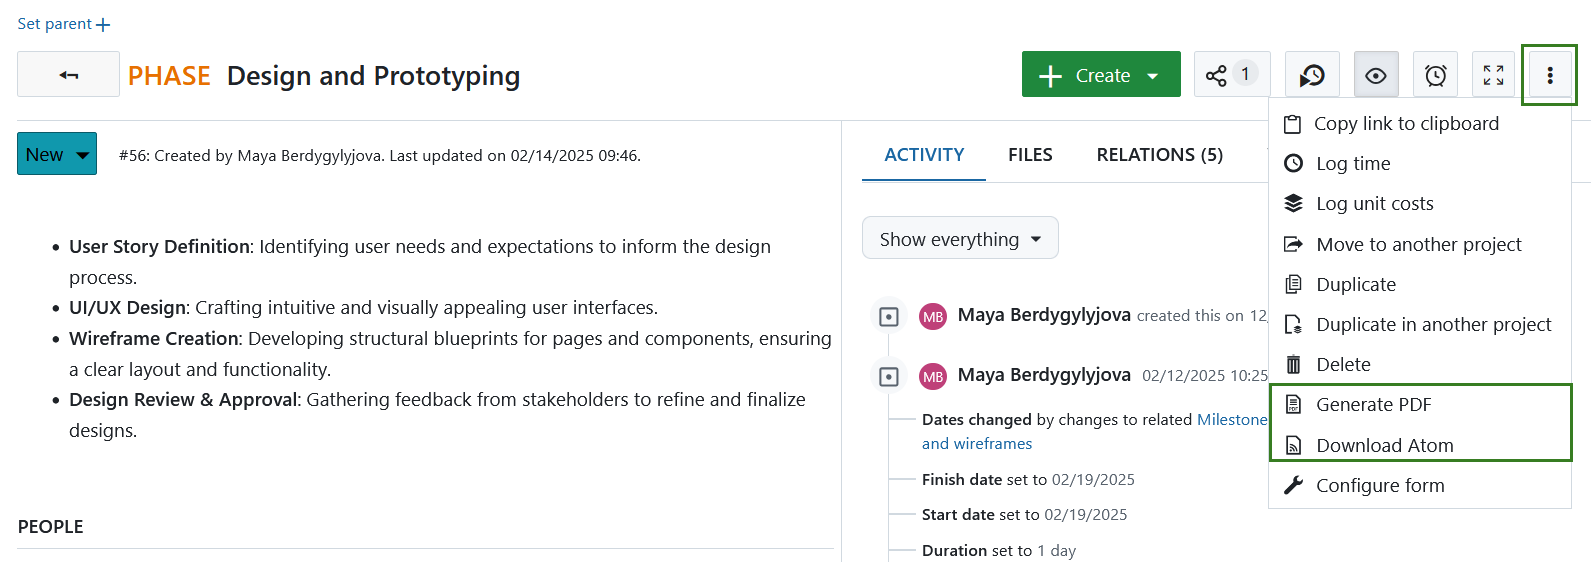 Set parent
PHASE Design and Prototyping
Create
1
New
#56: Created by Maya Berdygylyjova. Last updated on 02/14/2025 09:46.
User Story Definition: Identifying user needs and expectations to inform the design
process.
UI/UX Design: Crafting intuitive and visually appealing user interfaces.
Wireframe Creation: Developing structural blueprints for pages and components, ensuring
a clear layout and functionality.
Design Review & Approval: Gathering feedback from stakeholders to refine and finalize
designs.
PEOPLE
ACTIVITY FILES RELATIONS (5)
Show everything
MB Maya Berdygylyjova created this on 12/
MB Maya Berdygylyjova 02/12/2025 10:25
Dates changed by changes to related Milestone
and wireframes
Finish date set to 02/19/2025
Start date set to 02/19/2025
Duration set to 1 day
Copy link to clipboard
Log time
Log unit costs
Move to another project
Duplicate
Duplicate in another project
Delete
Generate PDF
Download Atom
Configure form